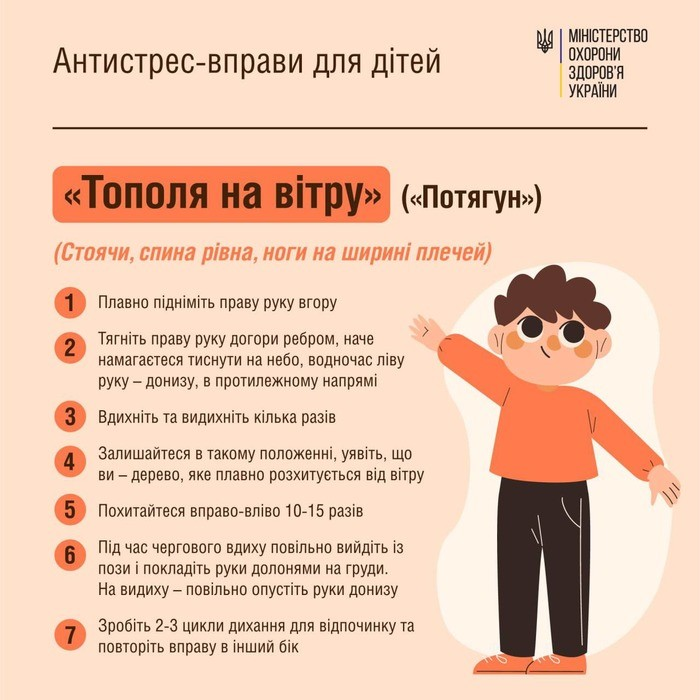 Антистрес-вправи для дітей
МІНІСТЕРСТВО
ОХОРОНИ
ЗДОРОВ'Я
УКРАЇНИ
«Тополя на вітру» («Потягун»)
(Стоячи, спина рівна, ноги на ширині плечей)
1 Плавно підніміть праву руку вгору
2 Тягніть праву руку догори ребром, наче
намагаєтеся тиснути на небо, водночас ліву
руку – донизу, в протилежному напрямі
3 Вдихніть та видихніть кілька разів
4 Залишайтеся в такому положенні, уявіть, що
ви – дерево, яке плавно розхитується від вітру
5 Похитайтеся вправо-вліво 10-15 разів
6 Під час чергового вдиху повільно вийдіть із
пози і покладіть руки долонями на груди.
На видиху – повільно опустіть руки донизу
7 Зробіть 2-3 цикли дихання для відпочинку та
повторіть вправу в інший бік